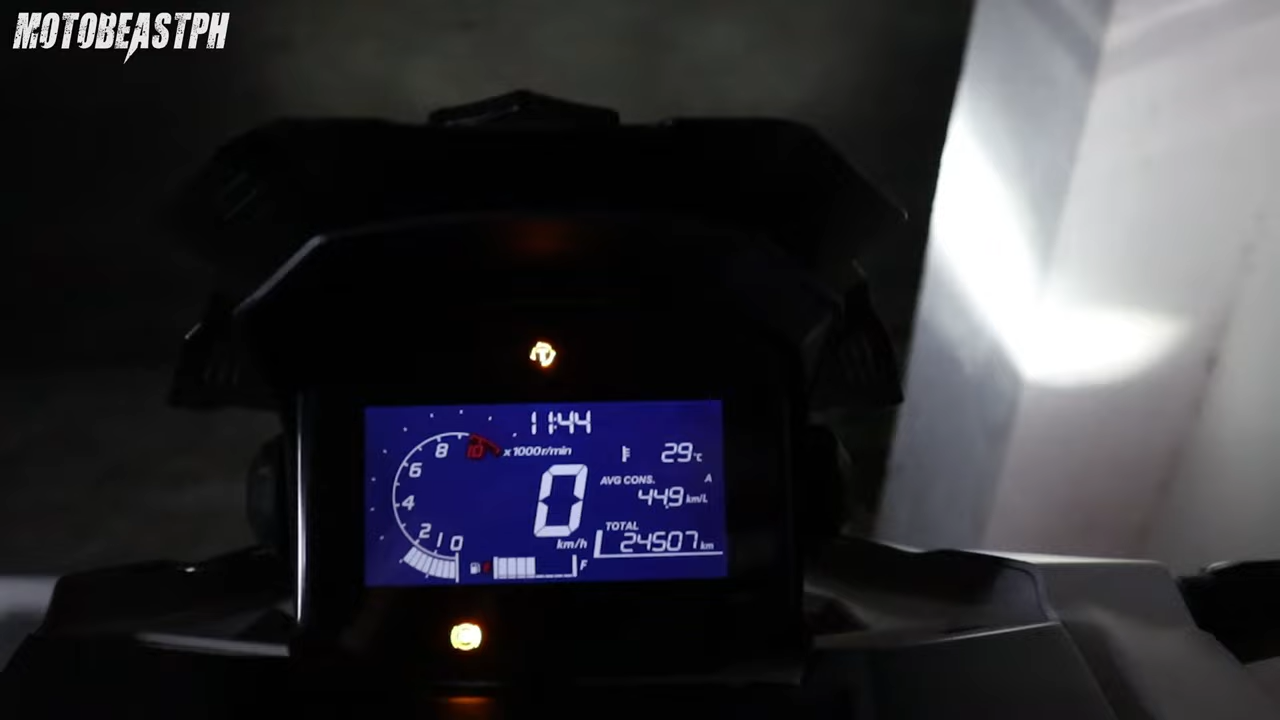 MOTOBEASTPH
T
11:44
8 10 x1000r/min
6
29°C
AVG CONS. A
4
0
44.9 km/L
2 1 0
TOTAL
km/h
24507 km
F